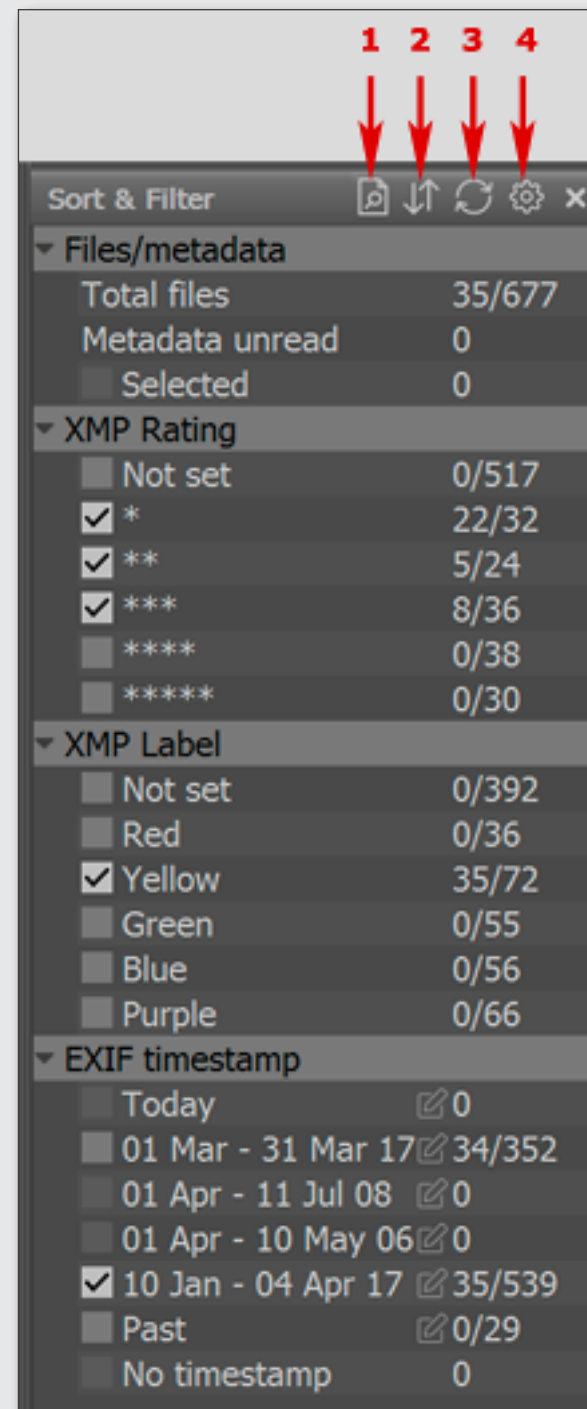 1 2 3 4
Sort & Filter
Files/metadata
Total files 35/677
Metadata unread 0
Selected 0
XMP Rating
Not set 0/517
* 22/32
** 5/24
*** 8/36
**** 0/38
***** 0/30
XMP Label
Not set 0/392
Red 0/36
Yellow 35/72
Green 0/55
Blue 0/56
Purple 0/66
EXIF timestamp
Today 0
01 Mar - 31 Mar 17 34/352
01 Apr - 11 Jul 08 0
01 Apr - 10 May 06 0
10 Jan - 04 Apr 17 35/539
Past 0/29
No timestamp 0